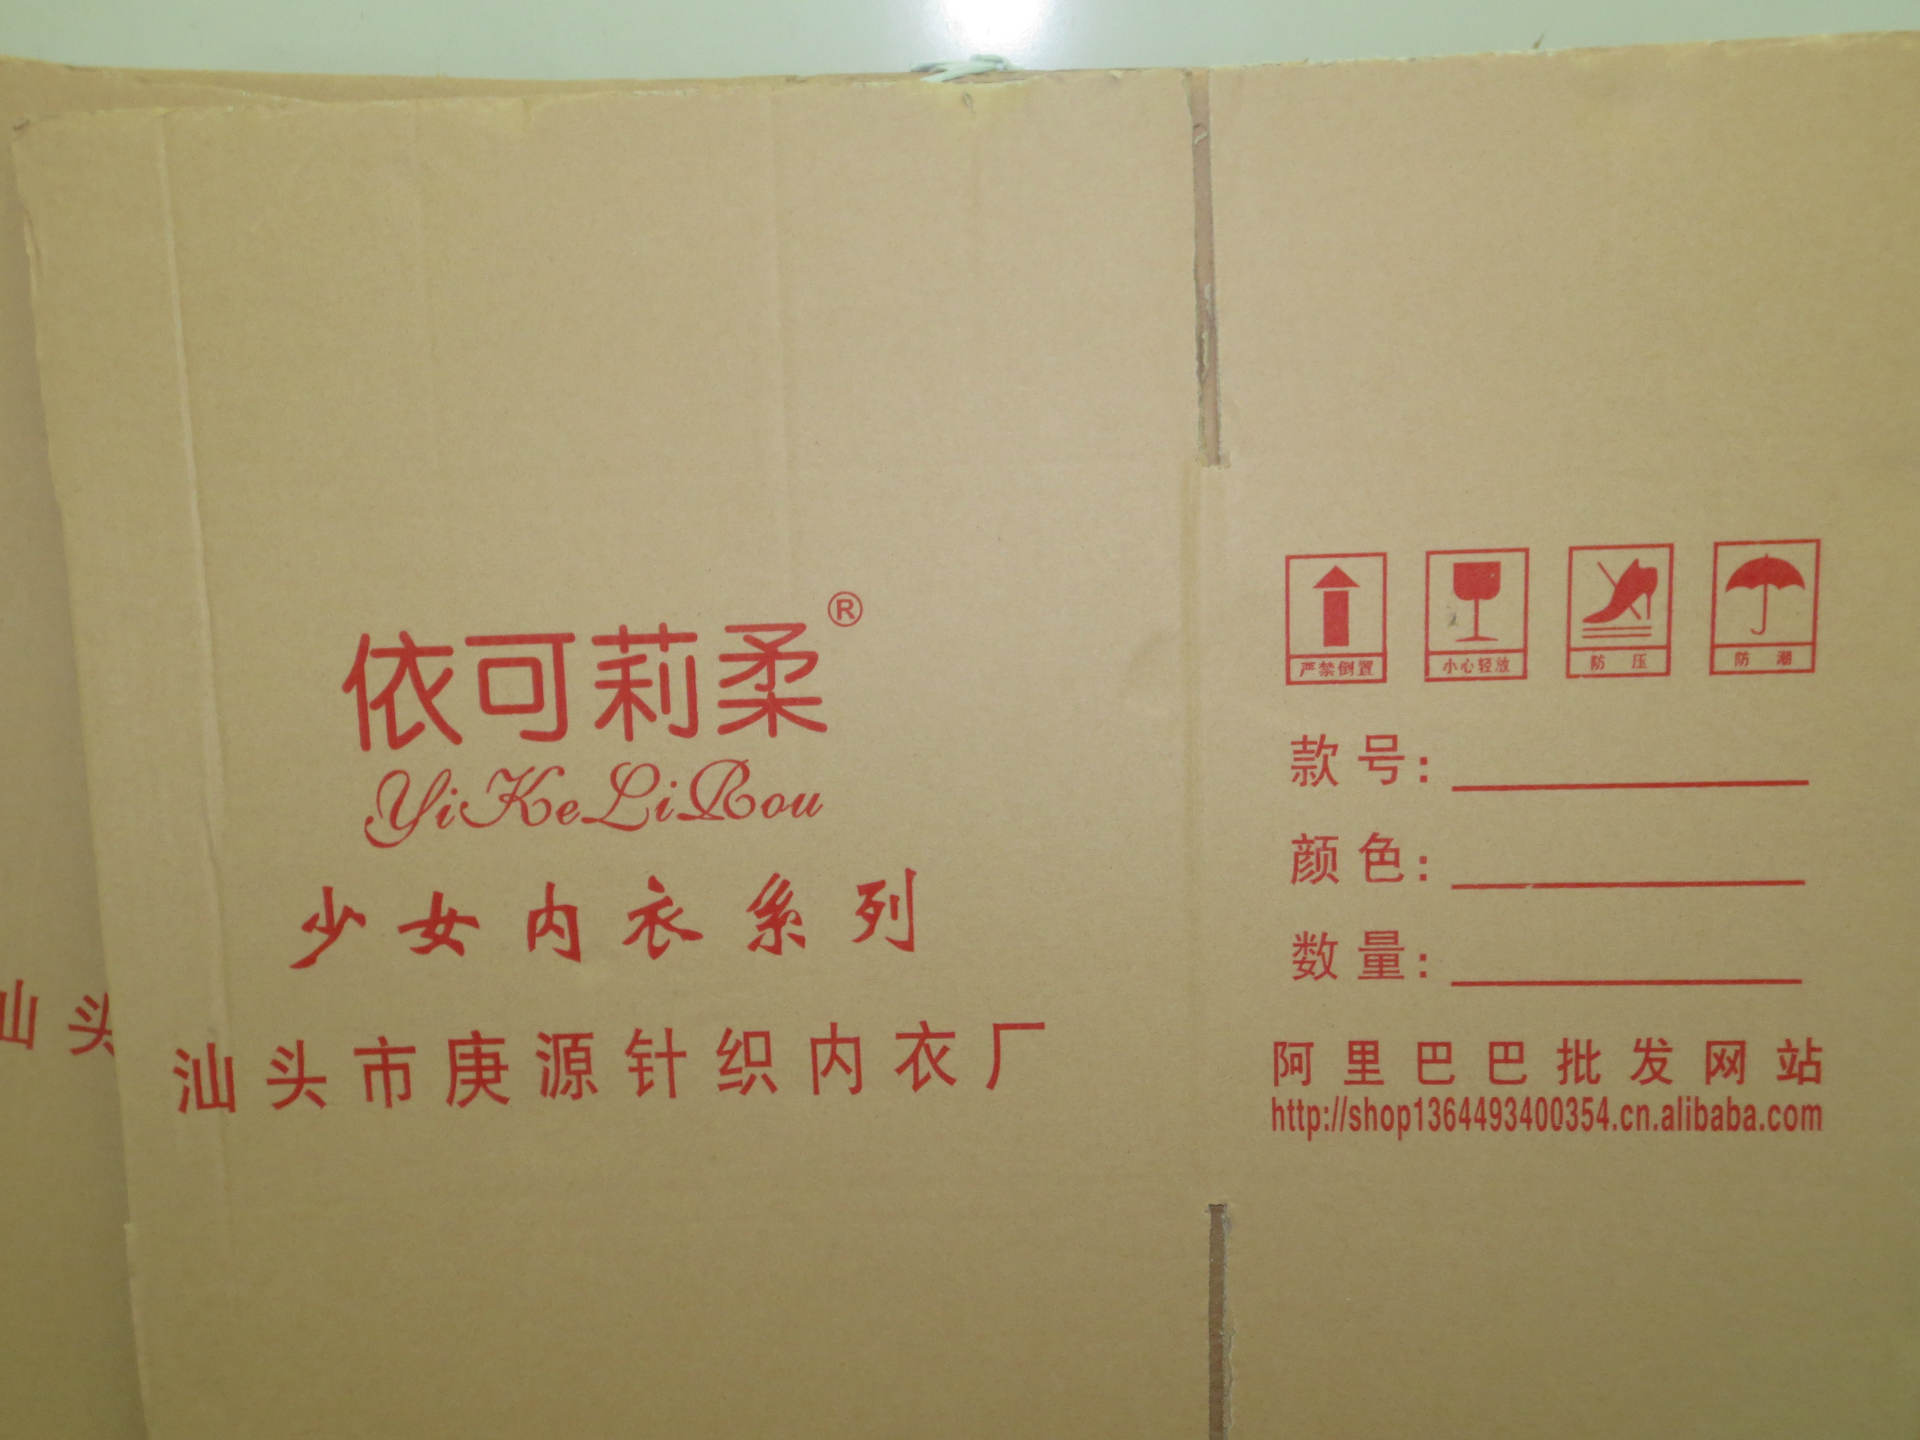 依可莉柔®
YiKeLiRou
少女内衣系列
汕头市庚源针织内衣厂
汕头
严禁倒置
小心轻放
防压
防潮
款号:
颜色:
数量:
阿里巴巴批发网站
http://shop1364493400354.cn.alibaba.com